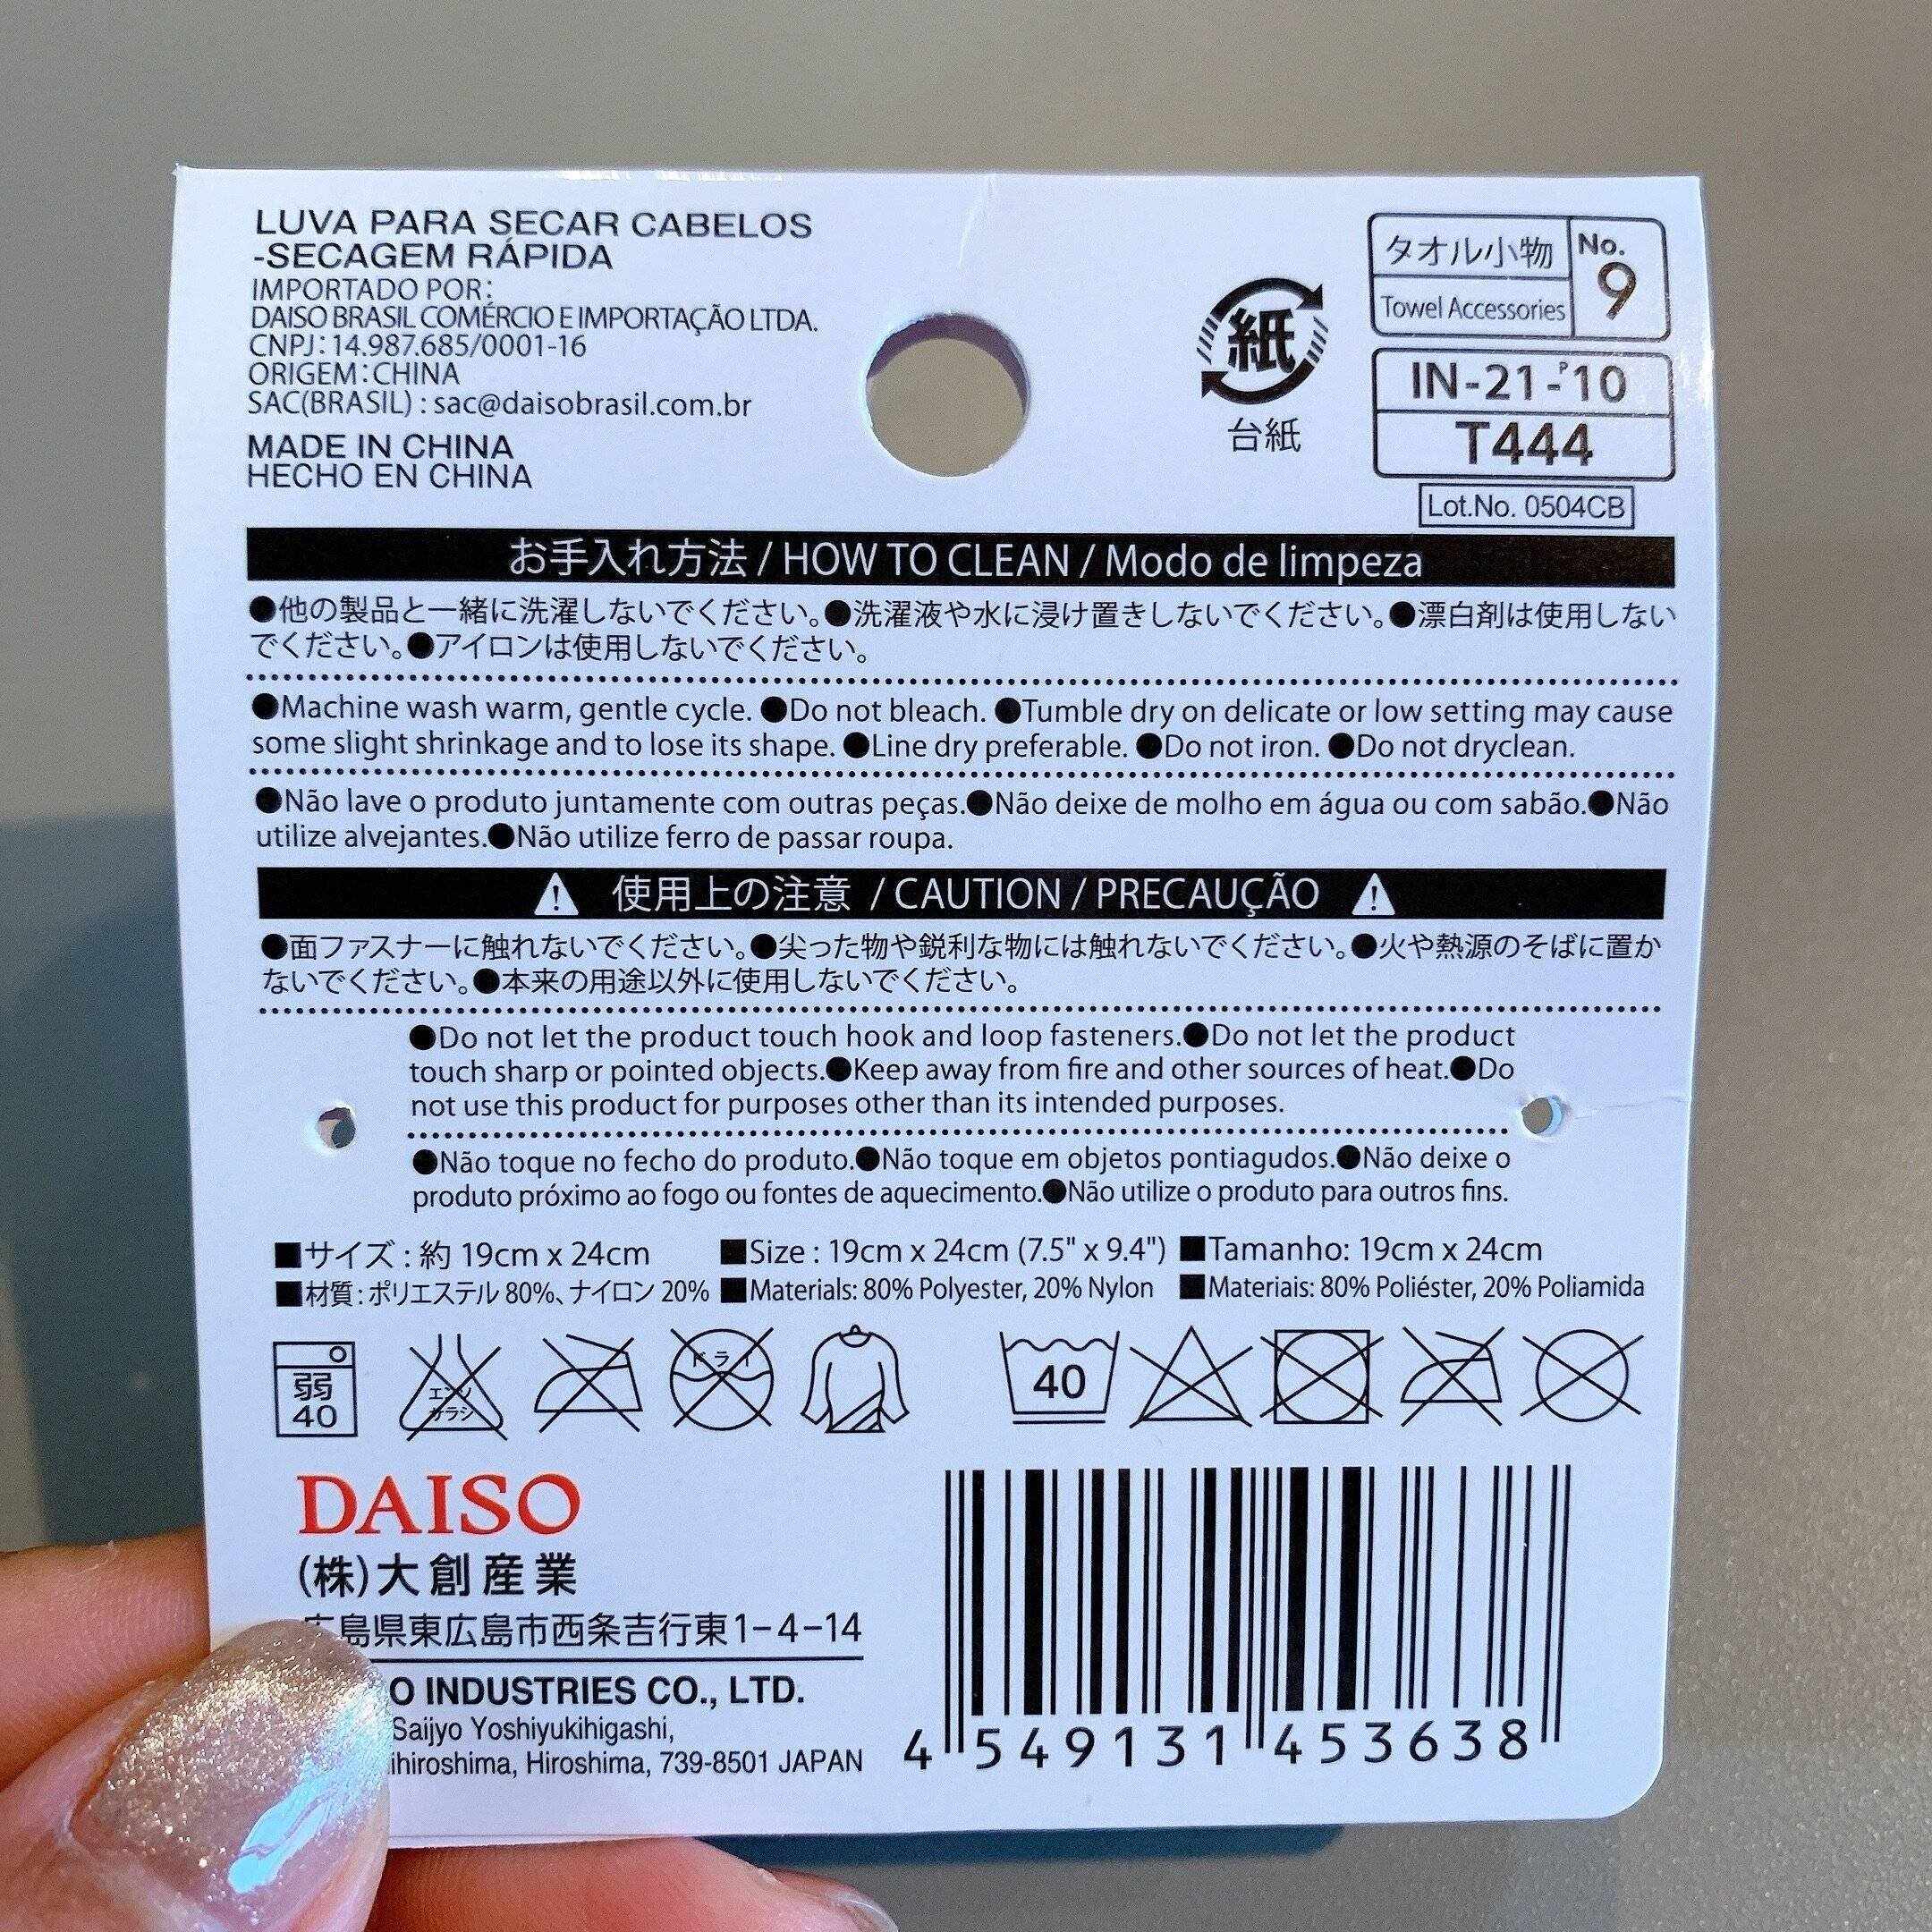 LUVA PARA SECAR CABELOS
-SECAGEM RÁPIDA
IMPORTADO POR:
DAISO BRASIL COMÉRCIO E IMPORTAÇÃO LTDA.
CNPJ: 14.987.685/0001-16
ORIGEM: CHINA
SAC(BRASIL) : sac@daisobrasil.com.br
MADE IN CHINA
HECHO EN CHINA
紙
台紙
タオル小物
Towel Accessories
No.
9
IN-21-P10
T444
Lot.No. 0504CB
お手入れ方法 / HOW TO CLEAN / Modo de limpeza
●他の製品と一緒に洗濯しないでください。●洗濯液や水に浸け置きしないでください。●漂白剤は使用しない
でください。●アイロンは使用しないでください。
●Machine wash warm, gentle cycle. ●Do not bleach. ●Tumble dry on delicate or low setting may cause
some slight shrinkage and to lose its shape. ●Line dry preferable. ●Do not iron. ●Do not dryclean.
●Não lave o produto juntamente com outras peças.●Não deixe de molho em água ou com sabão.●Não
utilize alvejantes.●Não utilize ferro de passar roupa.
使用上の注意 / CAUTION / PRECAUÇÃO
●面ファスナーに触れないでください。●尖った物や鋭利な物には触れないでください。●火や熱源のそばに置か
ないでください。●本来の用途以外に使用しないでください。
●Do not let the product touch hook and loop fasteners.●Do not let the product
touch sharp or pointed objects.●Keep away from fire and other sources of heat.●Do
not use this product for purposes other than its intended purposes.
●Não toque no fecho do produto.●Não toque em objetos pontiagudos.●Não deixe o
produto próximo ao fogo ou fontes de aquecimento.●Não utilize o produto para outros fins.
■サイズ : 約 19cm x 24cm ■Size : 19cm x 24cm (7.5" x 9.4") ■Tamanho: 19cm x 24cm
■材質 : ポリエステル 80%、ナイロン 20% ■Materials: 80% Polyester, 20% Nylon ■Materiais: 80% Poliéster, 20% Poliamida
弱
40
エンソ
サラシ
ドライ
40
DAISO
(株)大創産業
島県東広島市西条吉行東1-4-14
INDUSTRIES CO., LTD.
Saijyo Yoshiyukihigashi,
Hiroshima, 739-8501 JAPAN
4 549131 453638